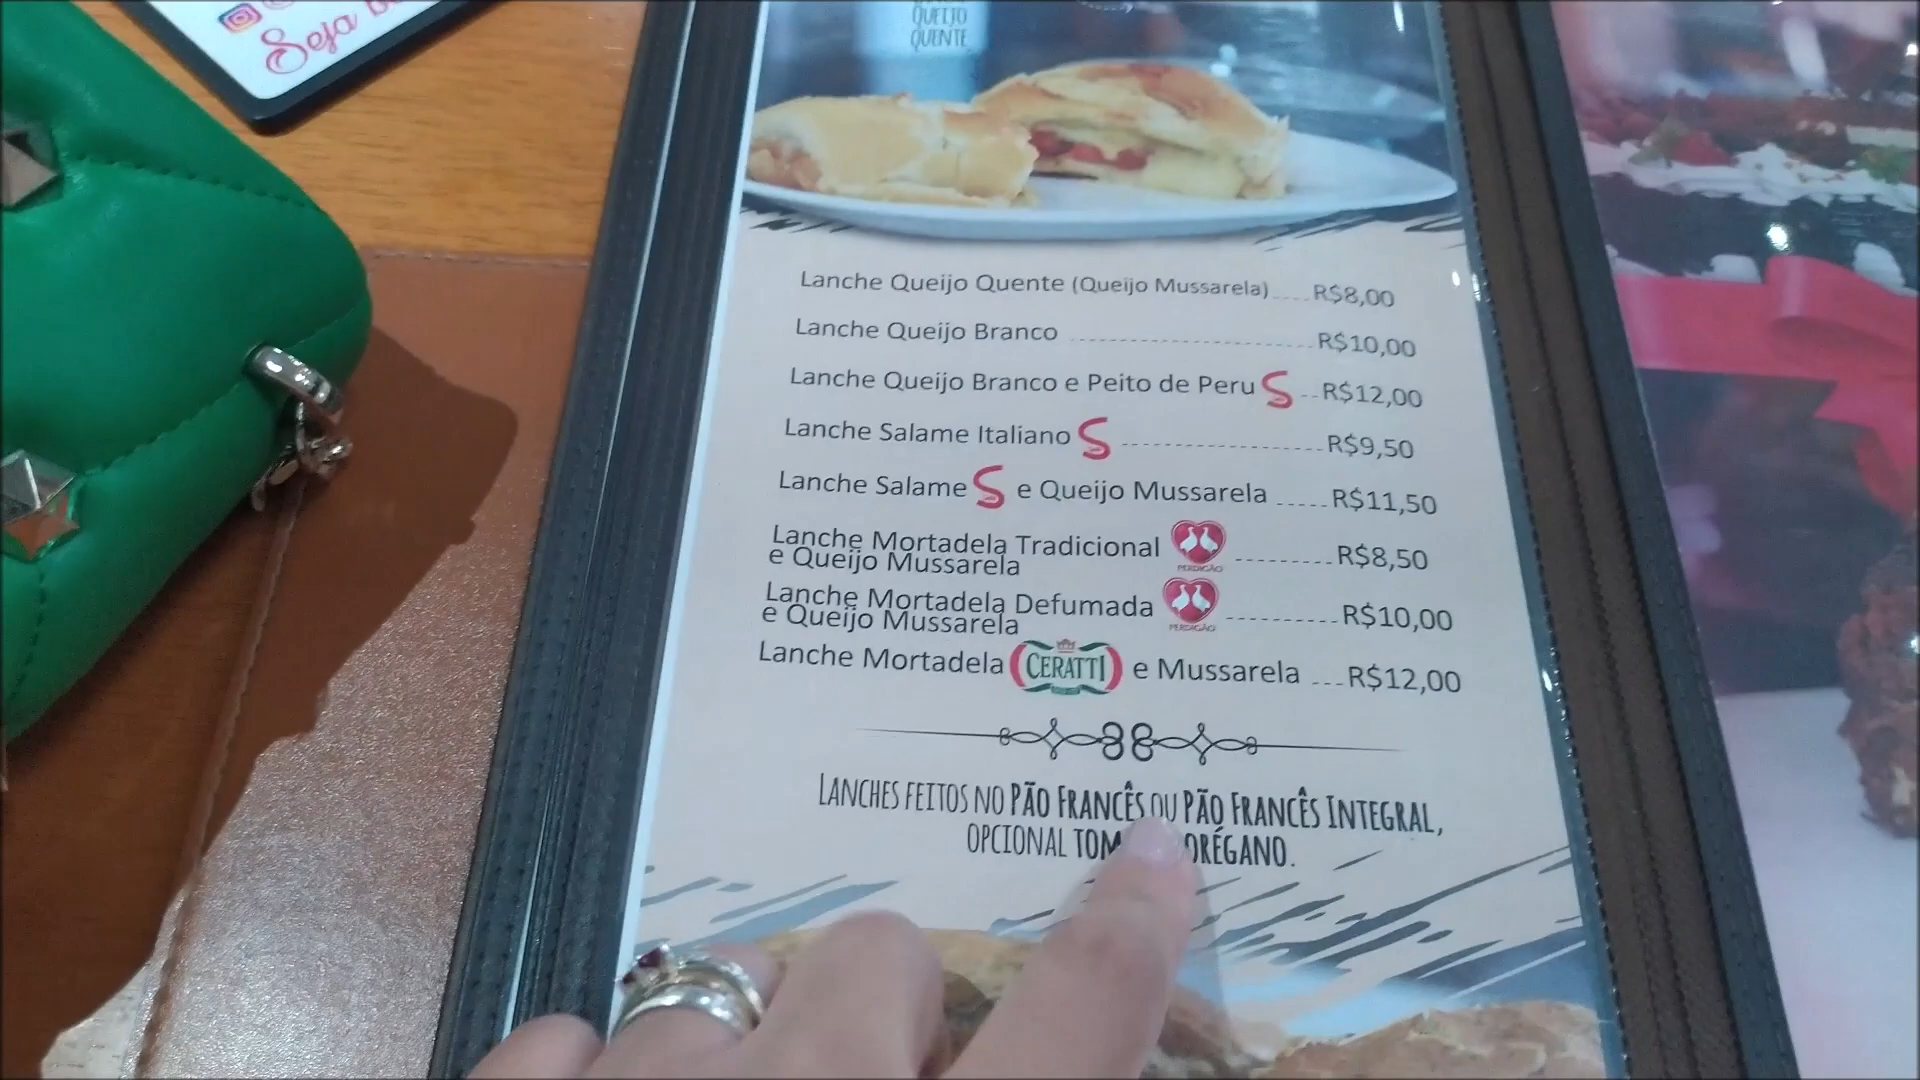 Seja
QUEIJO
QUENTE
Lanche Queijo Quente (Queijo Mussarela)....R$8,00
Lanche Queijo Branco ........................R$10,00
Lanche Queijo Branco e Peito de Peru S ..R$12,00
Lanche Salame Italiano S ....................R$9,50
Lanche Salame S e Queijo Mussarela .....R$11,50
Lanche Mortadela Tradicional PERDIGÃO ..........R$8,50
e Queijo Mussarela
Lanche Mortadela Defumada PERDIGÃO ...........R$10,00
e Queijo Mussarela
Lanche Mortadela CERATTI e Mussarela ...R$12,00
LANCHES FEITOS NO PÃO FRANCÊS OU PÃO FRANCÊS INTEGRAL,
OPCIONAL ORÉGANO.